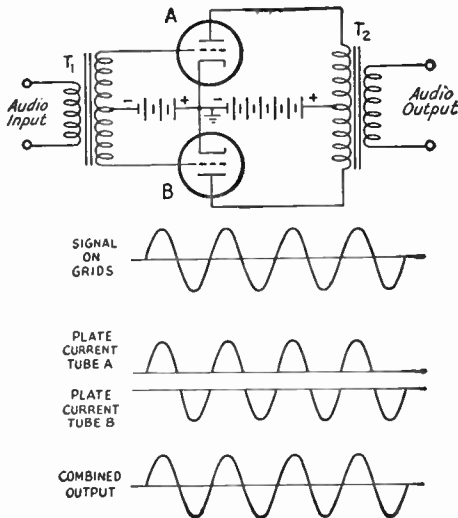 A
T1
T2
Audio
Input
- +
- +
Audio
Output
B
SIGNAL
ON
GRIDS
PLATE
CURRENT
TUBE A
PLATE
CURRENT
TUBE B
COMBINED
OUTPUT